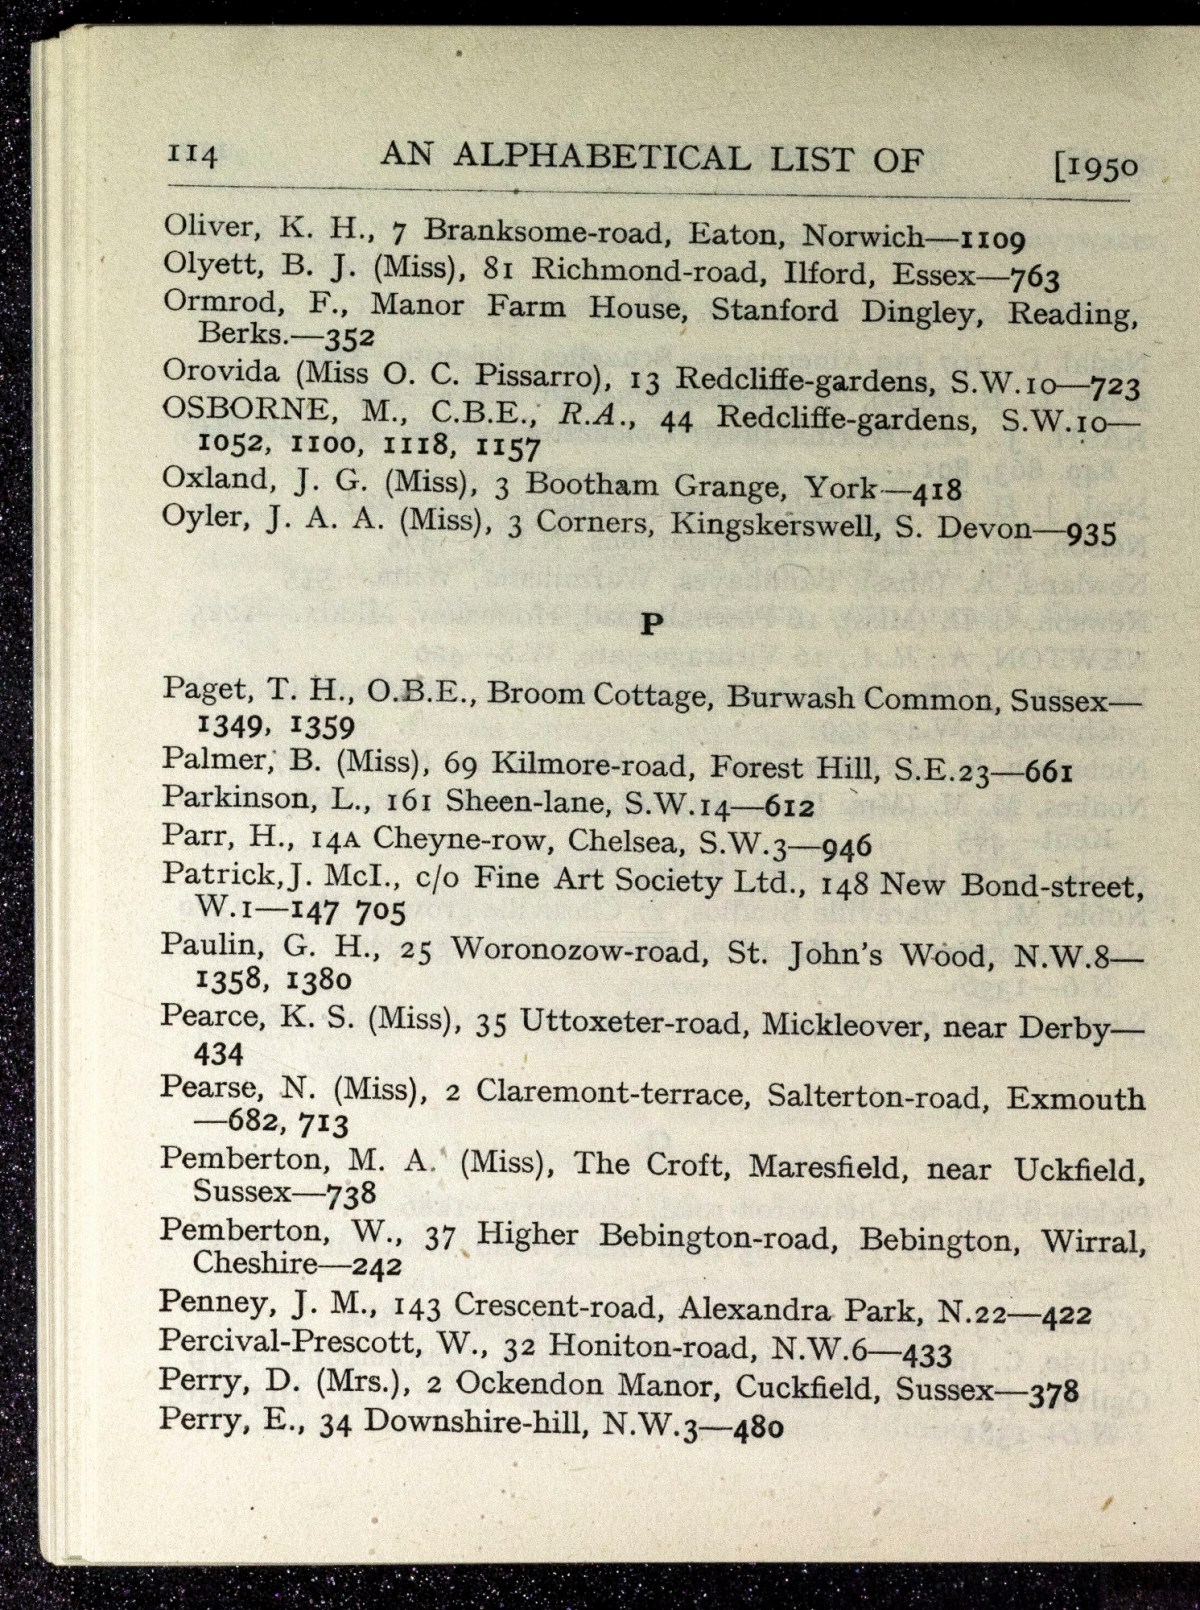 114 AN ALPHABETICAL LIST OF [1950
Oliver, K. H., 7 Branksome-road, Eaton, Norwich—1109
Olyett, B. J. (Miss), 81 Richmond-road, Ilford, Essex—763
Ormrod, F., Manor Farm House, Stanford Dingley, Reading,
Berks.—352
Orovida (Miss O. C. Pissarro), 13 Redcliffe-gardens, S.W.10—723
OSBORNE, M., C.B.E., R.A., 44 Redcliffe-gardens, S.W.10—
1052, 1100, 1118, 1157
Oxland, J. G. (Miss), 3 Bootham Grange, York—418
Oyler, J. A. A. (Miss), 3 Corners, Kingskerswell, S. Devon—935
P
Paget, T. H., O.B.E., Broom Cottage, Burwash Common, Sussex—
1349, 1359
Palmer, B. (Miss), 69 Kilmore-road, Forest Hill, S.E.23—661
Parkinson, L., 161 Sheen-lane, S.W.14—612
Parr, H., 14A Cheyne-row, Chelsea, S.W.3—946
Patrick, J. McI., c/o Fine Art Society Ltd., 148 New Bond-street,
W.1—147 705
Paulin, G. H., 25 Woronozow-road, St. John's Wood, N.W.8—
1358, 1380
Pearce, K. S. (Miss), 35 Uttoxeter-road, Mickleover, near Derby—
434
Pearse, N. (Miss), 2 Claremont-terrace, Salterton-road, Exmouth
—682, 713
Pemberton, M. A. (Miss), The Croft, Maresfield, near Uckfield,
Sussex—738
Pemberton, W., 37 Higher Bebington-road, Bebington, Wirral,
Cheshire—242
Penney, J. M., 143 Crescent-road, Alexandra Park, N.22—422
Percival-Prescott, W., 32 Honiton-road, N.W.6—433
Perry, D. (Mrs.), 2 Ockendon Manor, Cuckfield, Sussex—378
Perry, E., 34 Downshire-hill, N.W.3—480